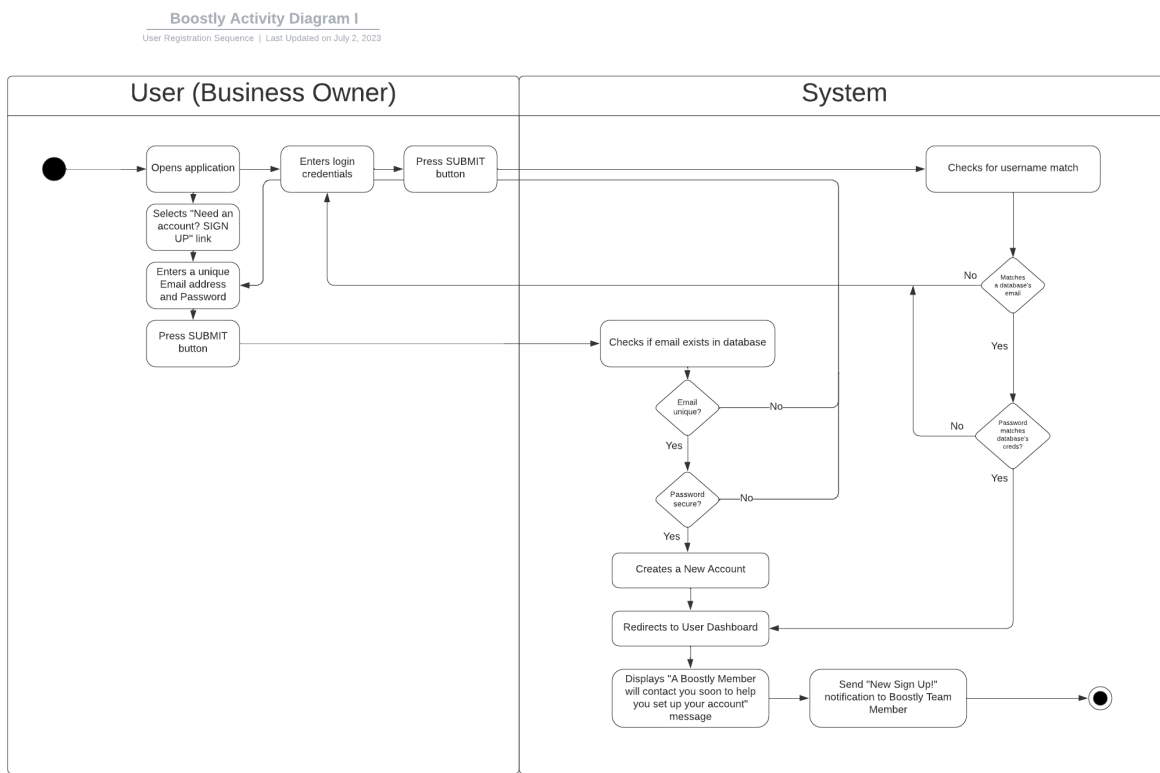 Boostly Activity Diagram I
User Registration Sequence | Last Updated on July 2, 2023
User (Business Owner)
System
Opens application
Enters login
credentials
Press SUBMIT
button
Checks for username match
Selects "Need an
account? SIGN
UP" link
Enters a unique
Email address
and Password
Press SUBMIT
button
No
Matches
a database's
email
Yes
Checks if email exists in database
Email
unique?
No
Yes
No
Password
matches
database's
creds?
Yes
Password
secure?
No
Yes
Creates a New Account
Redirects to User Dashboard
Displays "A Boostly Member
will contact you soon to help
you set up your account"
message
Send "New Sign Up!"
notification to Boostly Team
Member